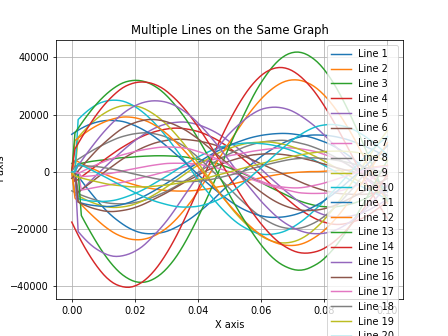 Multiple Lines on the Same Graph
40000
20000
0
−20000
−40000
0.00 0.02 0.04 0.06
X axis
Line 1
Line 2
Line 3
Line 4
Line 5
Line 6
Line 7
Line 8
Line 9
Line 10
Line 11
Line 12
Line 13
Line 14
Line 15
Line 16
Line 17
Line 18
Line 19
Line 20